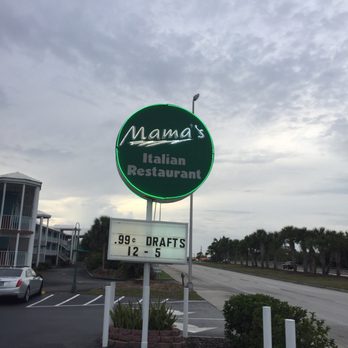 Mama's
Italian
Restaurant
.99¢ DRAFTS
12 - 5